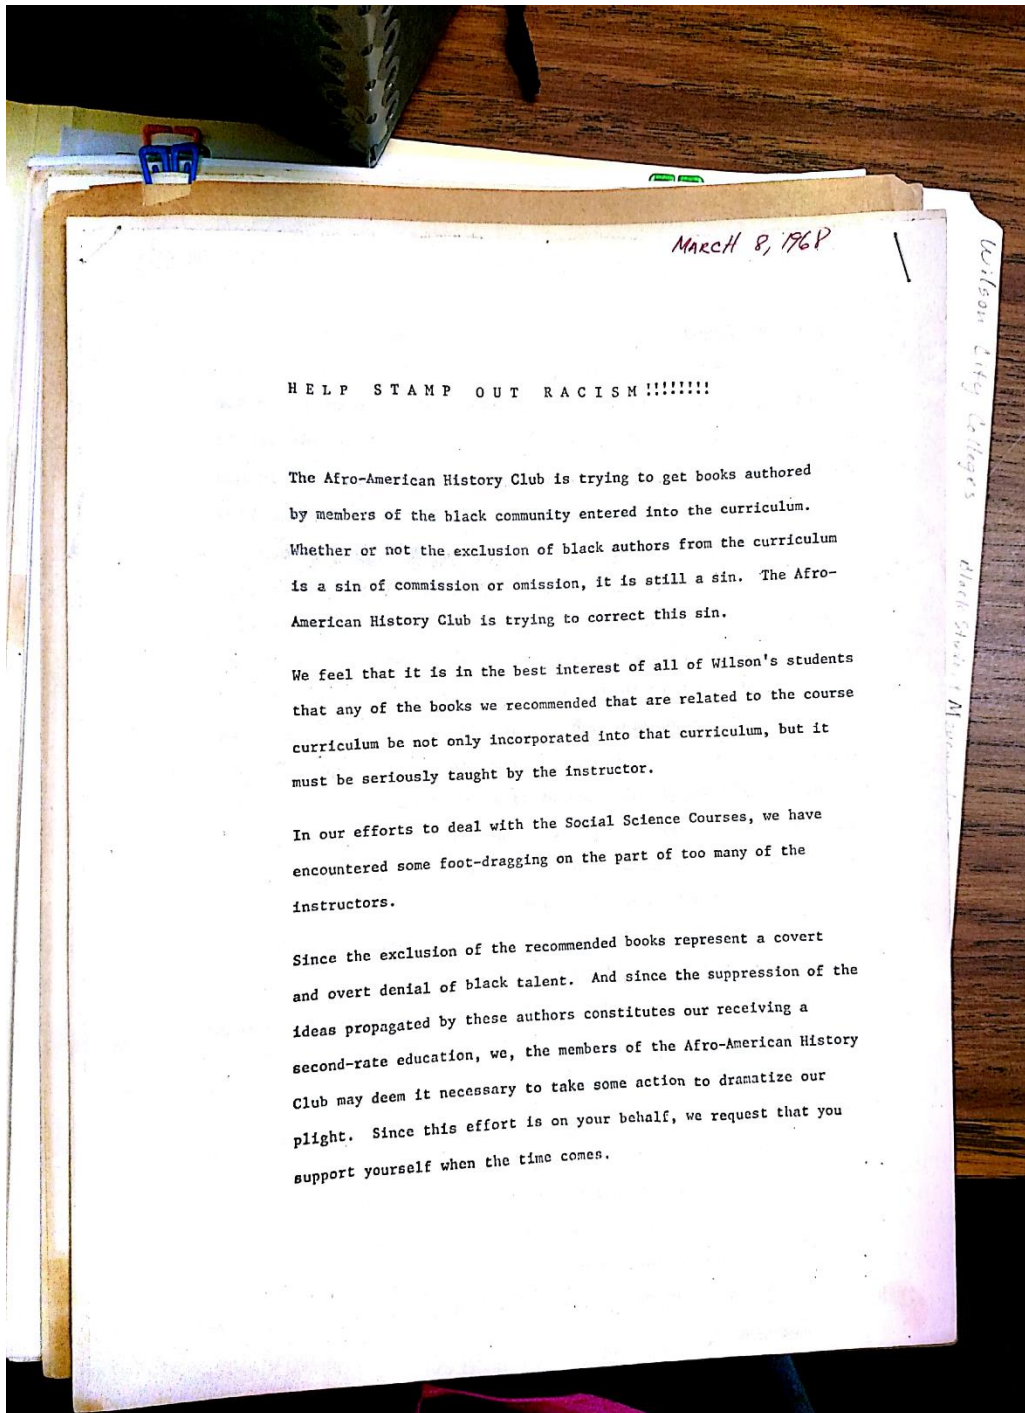 MARCH 8, 1968
HELP STAMP OUT RACISM!!!!!!!!
The Afro-American History Club is trying to get books authored
by members of the black community entered into the curriculum.
Whether or not the exclusion of black authors from the curriculum
is a sin of commission or omission, it is still a sin. The Afro-
American History Club is trying to correct this sin.
We feel that it is in the best interest of all of Wilson's students
that any of the books we recommended that are related to the course
curriculum be not only incorporated into that curriculum, but it
must be seriously taught by the instructor.
In our efforts to deal with the Social Science Courses, we have
encountered some foot-dragging on the part of too many of the
instructors.
Since the exclusion of the recommended books represent a covert
and overt denial of black talent. And since the suppression of the
ideas propagated by these authors constitutes our receiving a
second-rate education, we, the members of the Afro-American History
Club may deem it necessary to take some action to dramatize our
plight. Since this effort is on your behalf, we request that you
support yourself when the time comes.
Wilson City Colleges Black